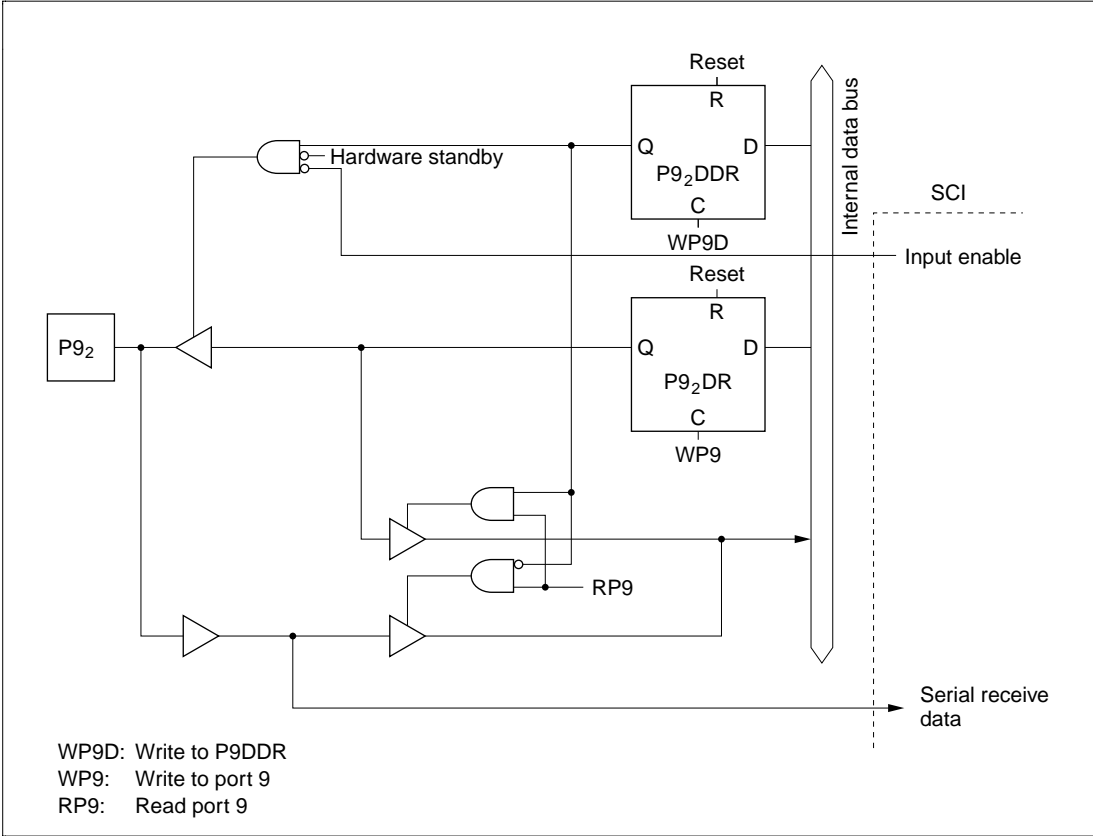 Reset
R
Internal data bus
Hardware standby
Q
D
P9₂DDR
C
WP9D
SCI
Input enable
Reset
R
P9₂
Q
D
P9₂DR
C
WP9
RP9
Serial receive
data
WP9D: Write to P9DDR
WP9: Write to port 9
RP9: Read port 9